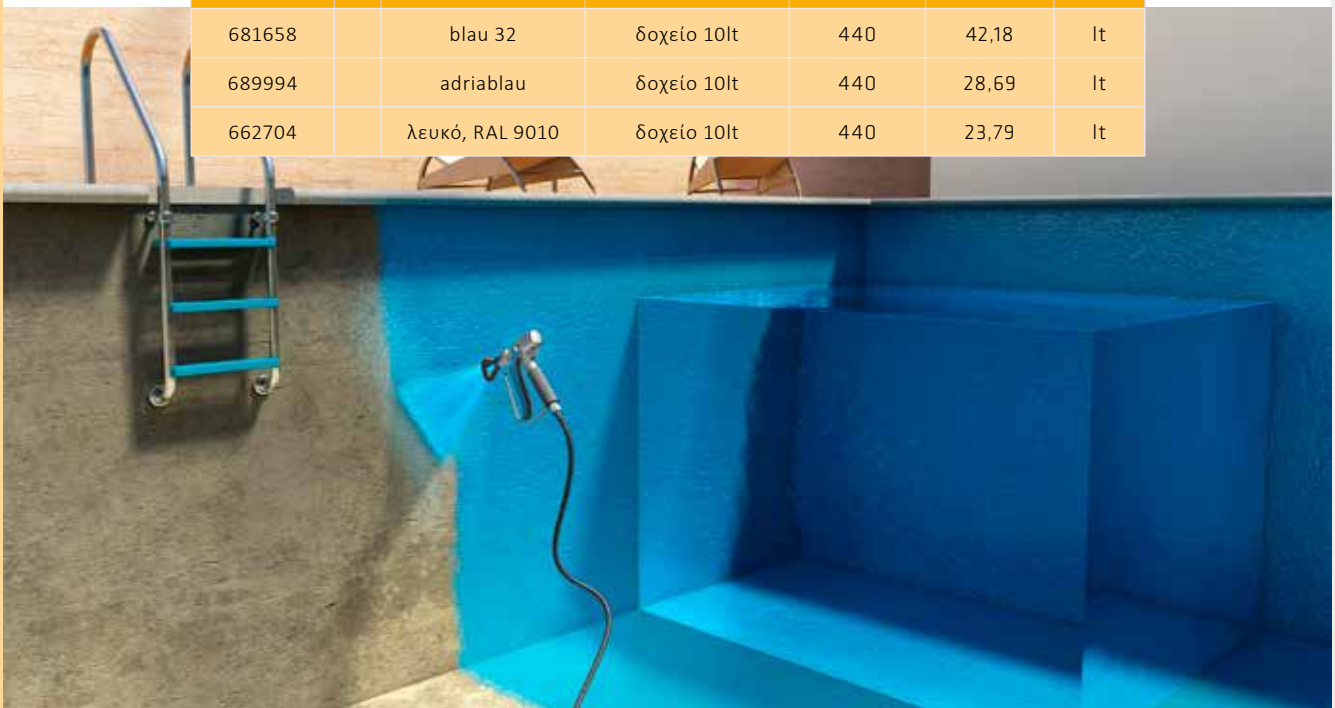 681658 blau 32 δοχείο 10lt 440 42,18 lt
689994 adriablau δοχείο 10lt 440 28,69 lt
662704 λευκό, RAL 9010 δοχείο 10lt 440 23,79 lt